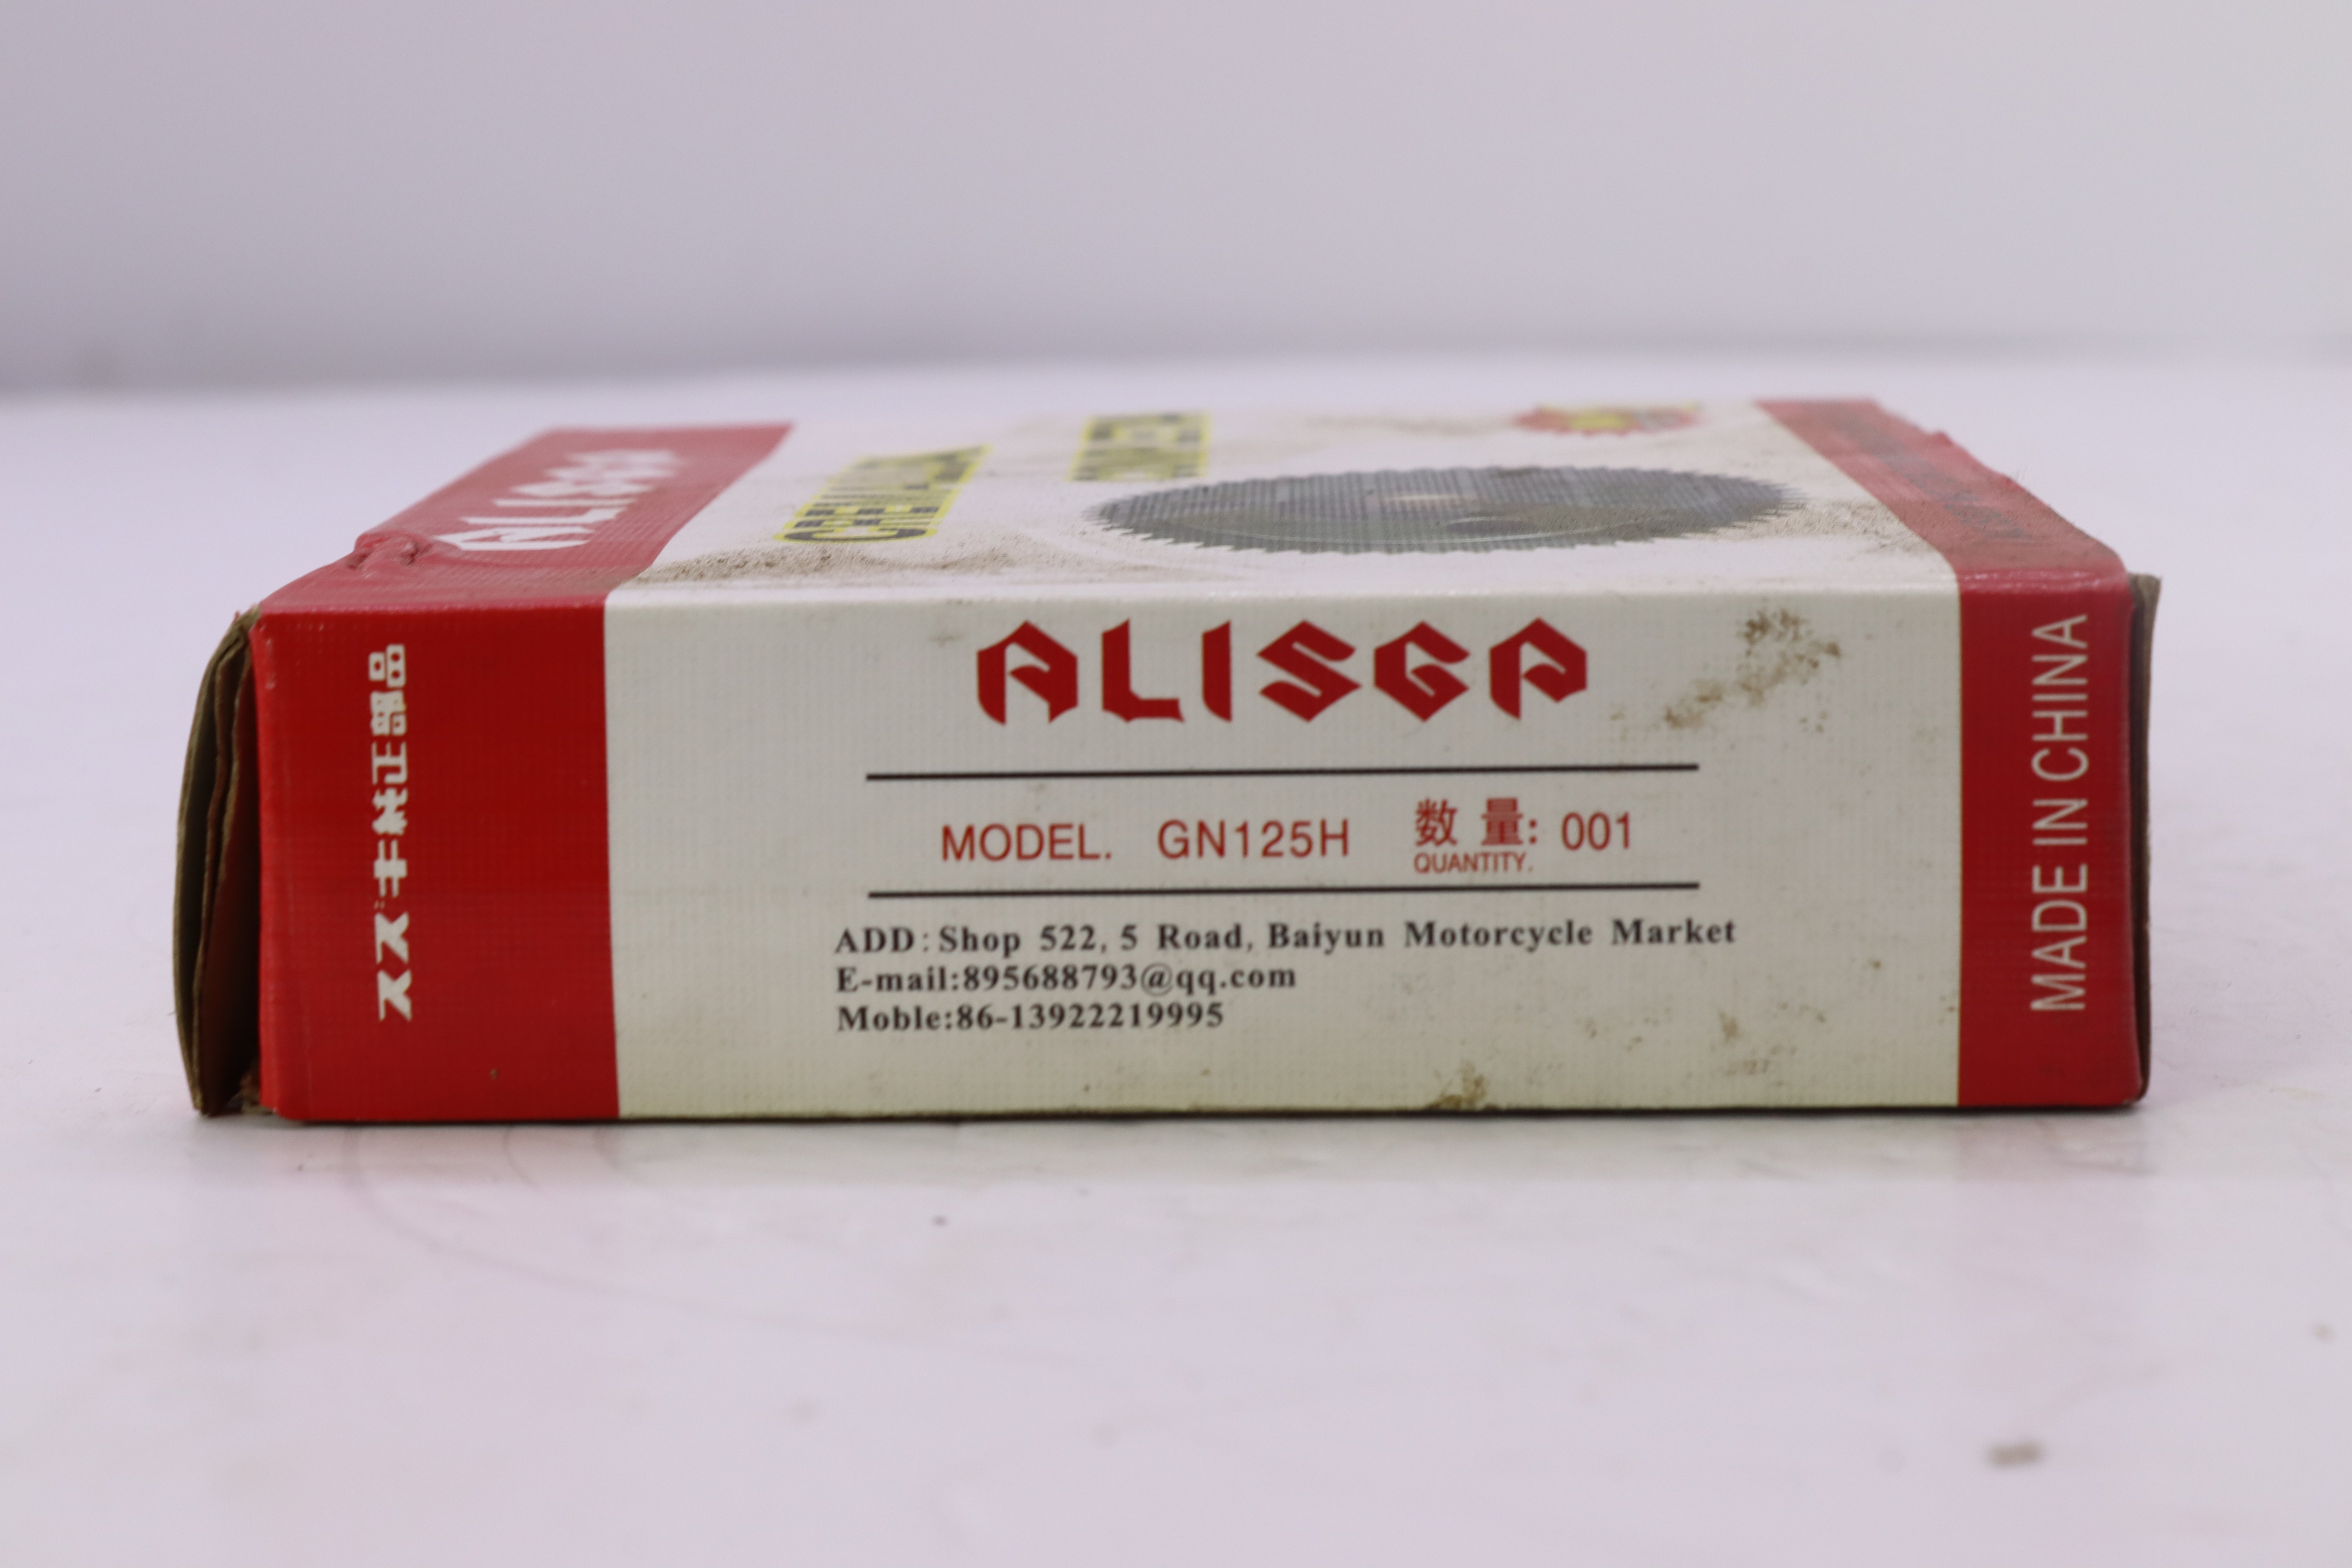 ALISGA
スズキ純正部品
ALISGA
MODEL. GN125H 数量: 001
QUANTITY.
ADD:Shop 522, 5 Road, Baiyun Motorcycle Market
E-mail:895688793@qq.com
Moble:86-13922219995
MADE IN CHINA